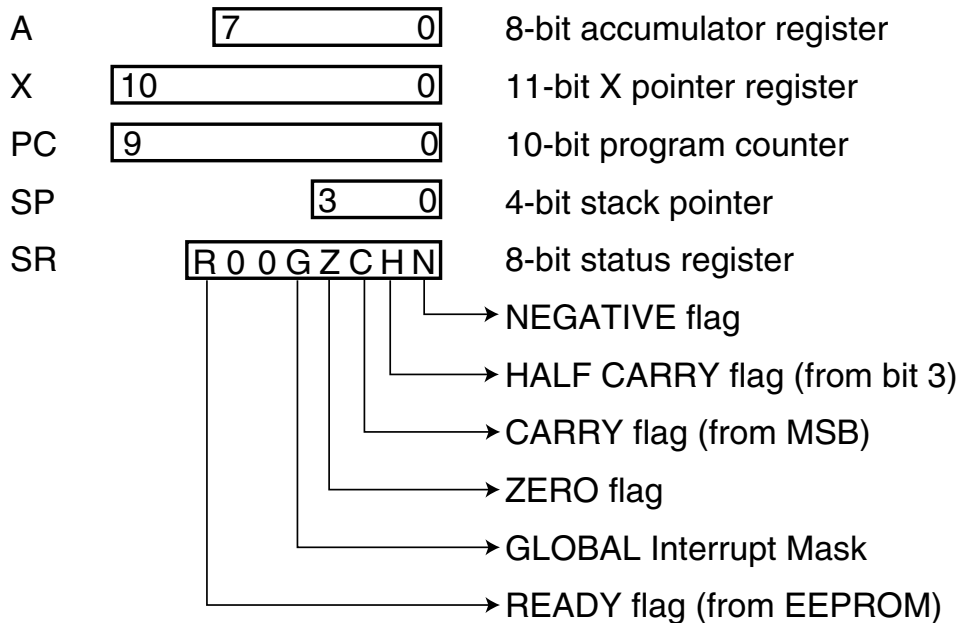 A 7 0 8-bit accumulator register
X 10 0 11-bit X pointer register
PC 9 0 10-bit program counter
SP 3 0 4-bit stack pointer
SR R 0 0 G Z C H N 8-bit status register
NEGATIVE flag
HALF CARRY flag (from bit 3)
CARRY flag (from MSB)
ZERO flag
GLOBAL Interrupt Mask
READY flag (from EEPROM)